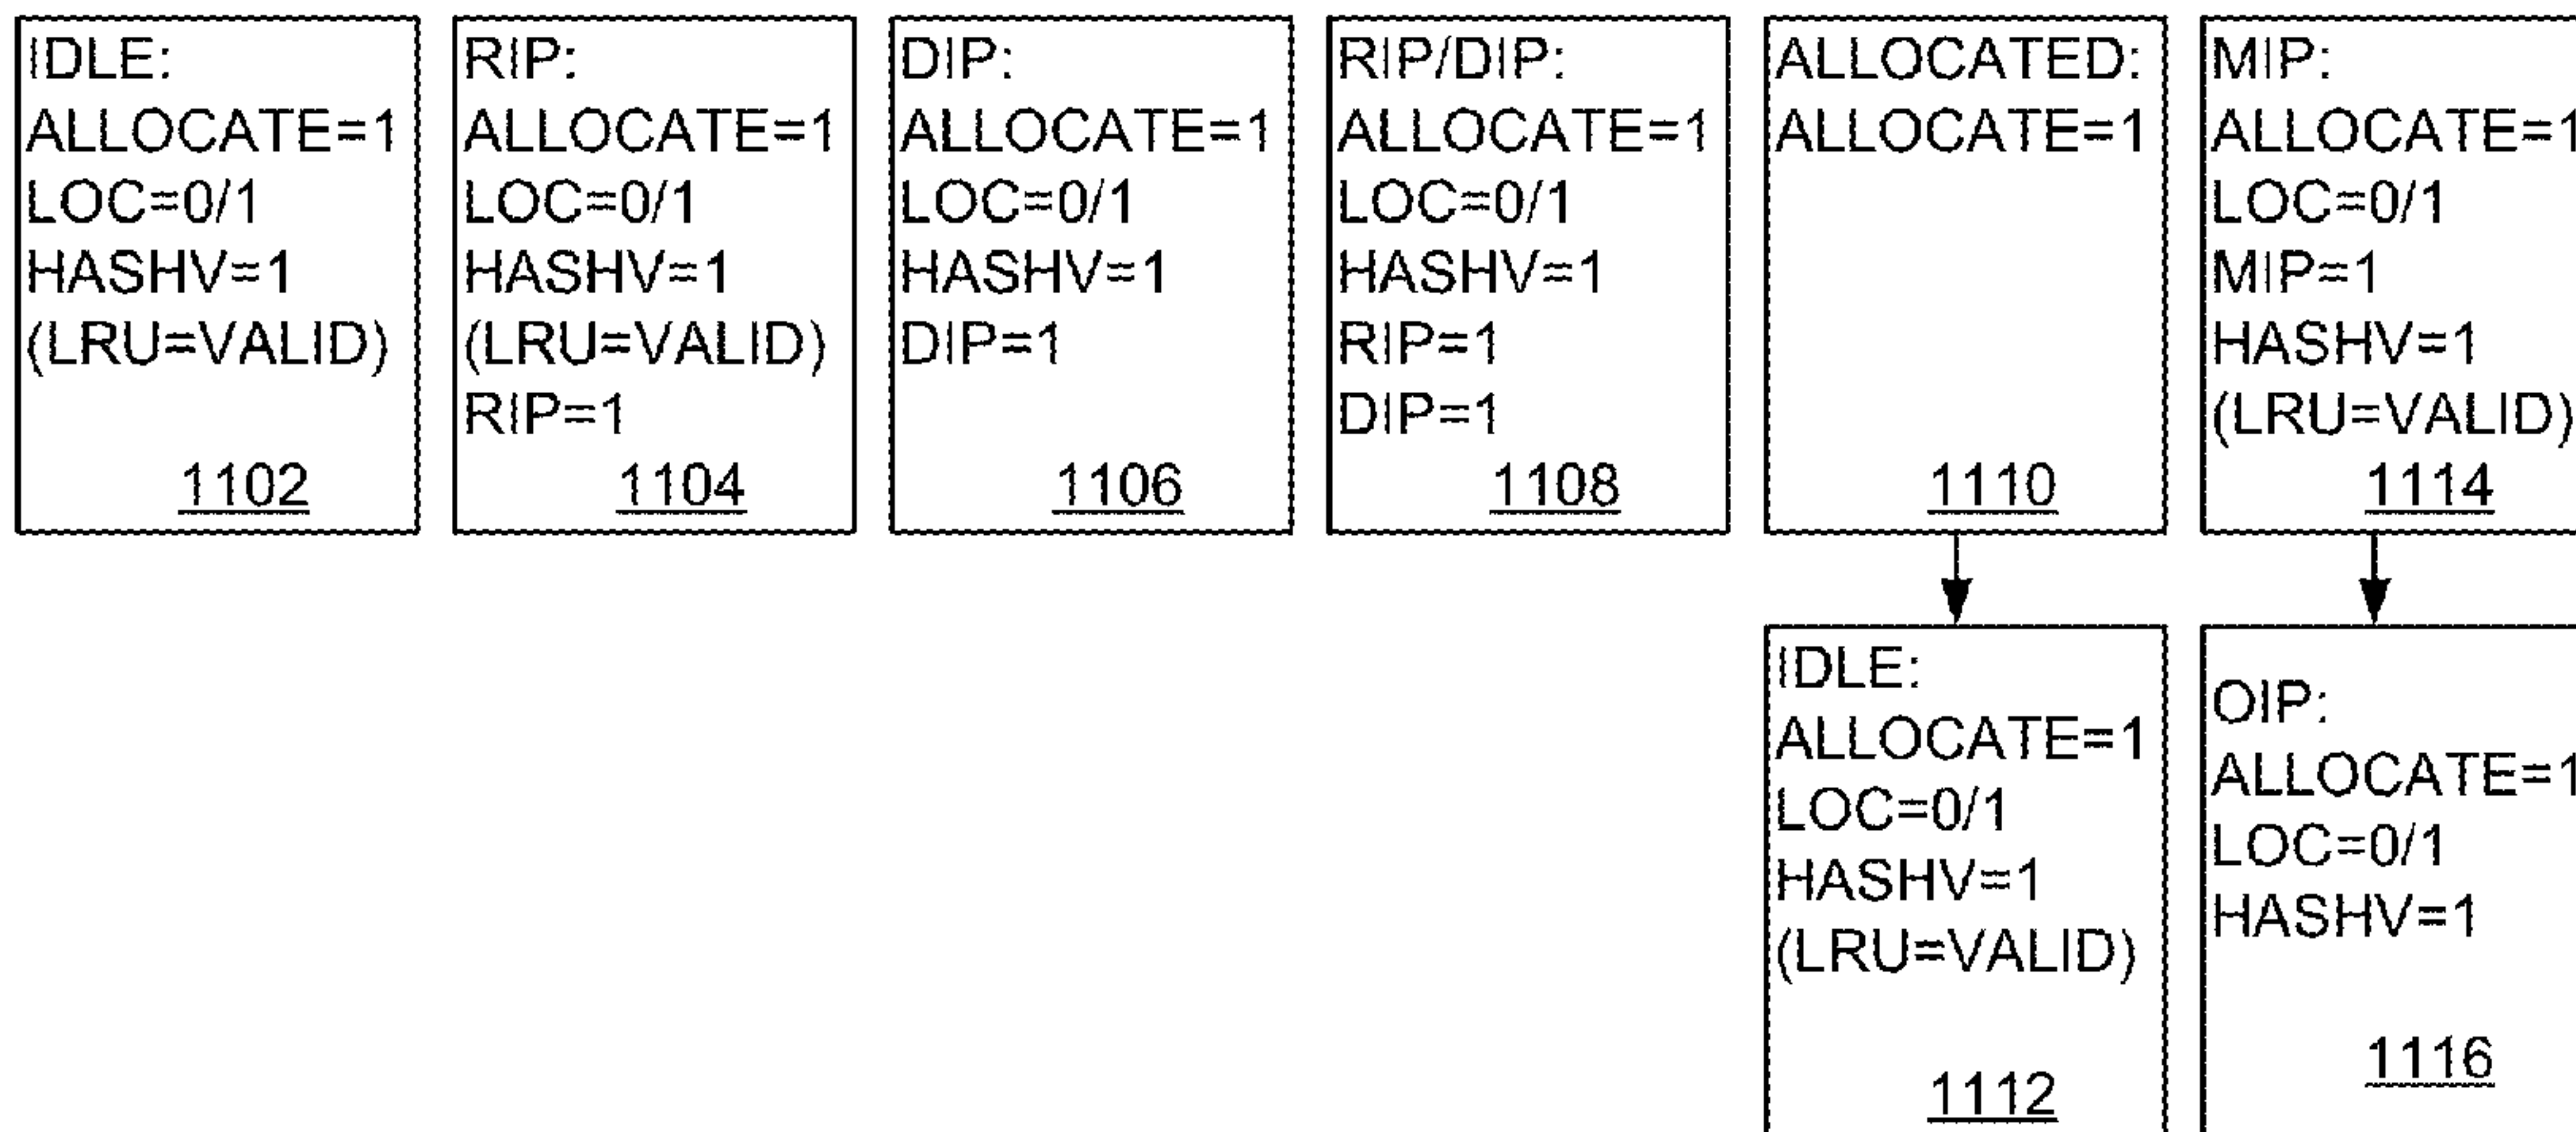 IDLE:
ALLOCATE=1
LOC=0/1
HASHV=1
(LRU=VALID)
1102
RIP:
ALLOCATE=1
LOC=0/1
HASHV=1
(LRU=VALID)
RIP=1
1104
DIP:
ALLOCATE=1
LOC=0/1
HASHV=1
DIP=1
1106
RIP/DIP:
ALLOCATE=1
LOC=0/1
HASHV=1
RIP=1
DIP=1
1108
ALLOCATED:
ALLOCATE=1
1110
MIP:
ALLOCATE=1
LOC=0/1
MIP=1
HASHV=1
(LRU=VALID)
1114
IDLE:
ALLOCATE=1
LOC=0/1
HASHV=1
(LRU=VALID)
1112
OIP:
ALLOCATE=1
LOC=0/1
HASHV=1
1116